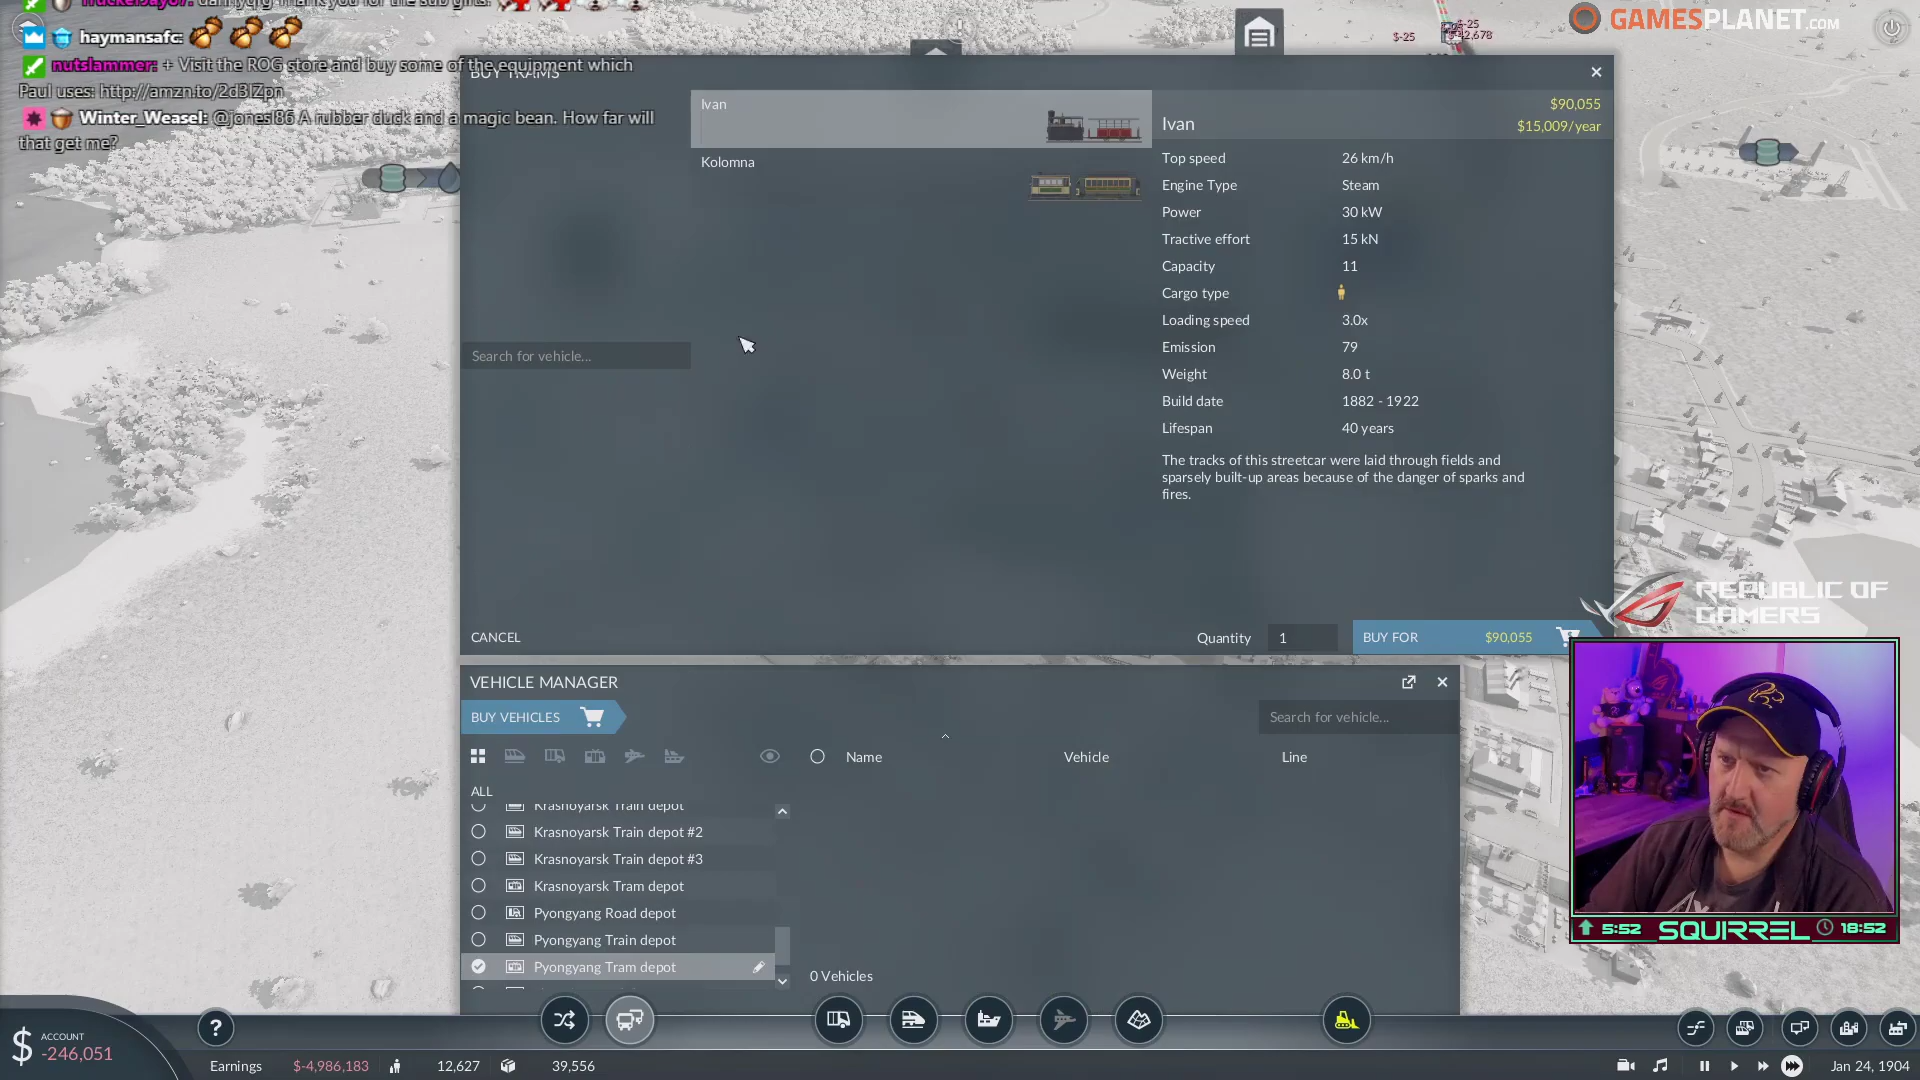 haymansafc:
nutslammer: + Visit the ROG store and buy some of the equipment which
Paul uses: http://amzn.to/2d3lZpn
Winter_Weasel: @jonesl86 A rubber duck and a magic bean. How far will
that get me?
$-25
$-25
GAMESPLANET.COM
BUY TRAMS
Ivan
Kolomna
Search for vehicle...
$90,055
Ivan
$15,009/year
Top speed 26 km/h
Engine Type Steam
Power 30 kW
Tractive effort 15 kN
Capacity 11
Cargo type
Loading speed 3.0x
Emission 79
Weight 8.0 t
Build date 1882 - 1922
Lifespan 40 years
The tracks of this streetcar were laid through fields and
sparsely built-up areas because of the danger of sparks and
fires.
CANCEL
Quantity 1
BUY FOR $90,055
REPUBLIC OF
GAMERS
VEHICLE MANAGER
BUY VEHICLES
Search for vehicle...
Name Vehicle Line
ALL
Krasnoyarsk Train depot
Krasnoyarsk Train depot #2
Krasnoyarsk Train depot #3
Krasnoyarsk Tram depot
Pyongyang Road depot
Pyongyang Train depot
Pyongyang Tram depot
0 Vehicles
5:52 SQUIRREL 18:52
?
$ ACCOUNT
-246,051
Earnings $-4,986,183 12,627 39,556
Jan 24, 1904